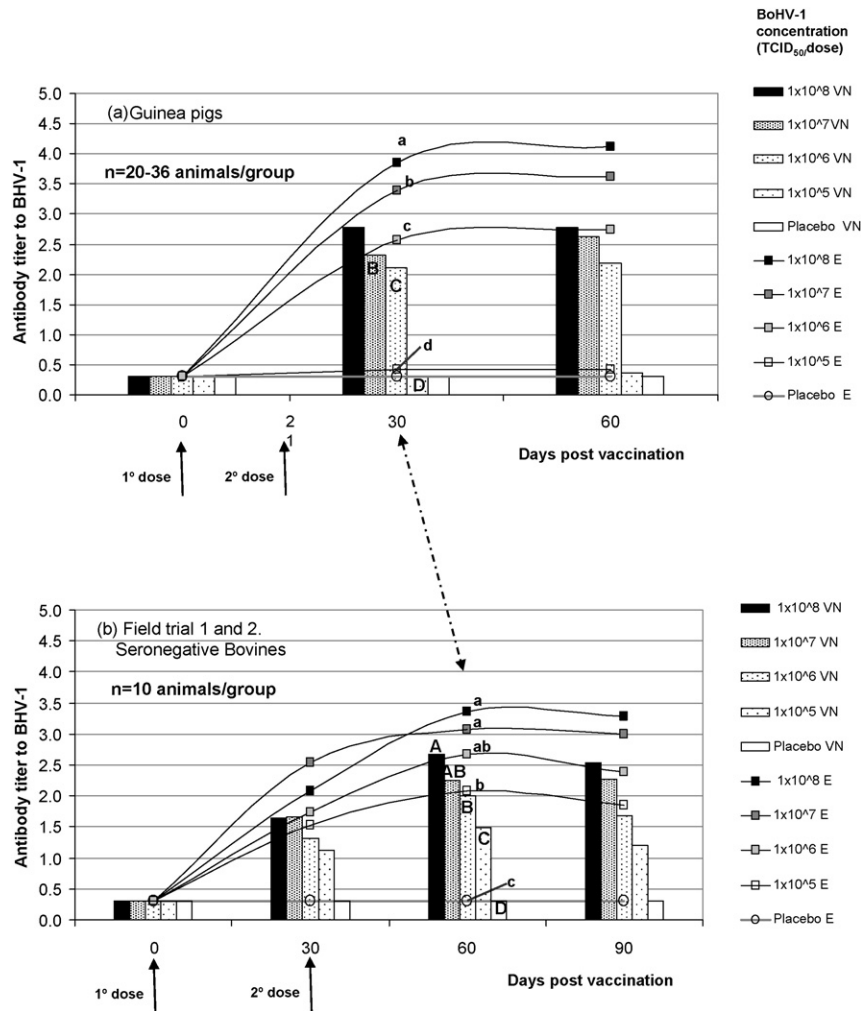 BoHV-1
concentration
(TCID50/dose)
1x10^8 VN
1x10^7 VN
1x10^6 VN
1x10^5 VN
Placebo VN
1x10^8 E
1x10^7 E
1x10^6 E
1x10^5 E
Placebo E
Antibody titer to BHV-1
5.0
4.5
4.0
3.5
3.0
2.5
2.0
1.5
1.0
0.5
0.0
(a) Guinea pigs
n=20-36 animals/group
a
b
c
B
C
d
D
0
2
1
30
60
Days post vaccination
1º dose
2º dose
Antibody titer to BHV-1
5.0
4.5
4.0
3.5
3.0
2.5
2.0
1.5
1.0
0.5
0.0
(b) Field trial 1 and 2.
Seronegative Bovines
n=10 animals/group
a
a
A
ab
AB
b
B
C
c
D
0
30
60
90
Days post vaccination
1º dose
2º dose
1x10^8 VN
1x10^7 VN
1x10^6 VN
1x10^5 VN
Placebo VN
1x10^8 E
1x10^7 E
1x10^6 E
1x10^5 E
Placebo E